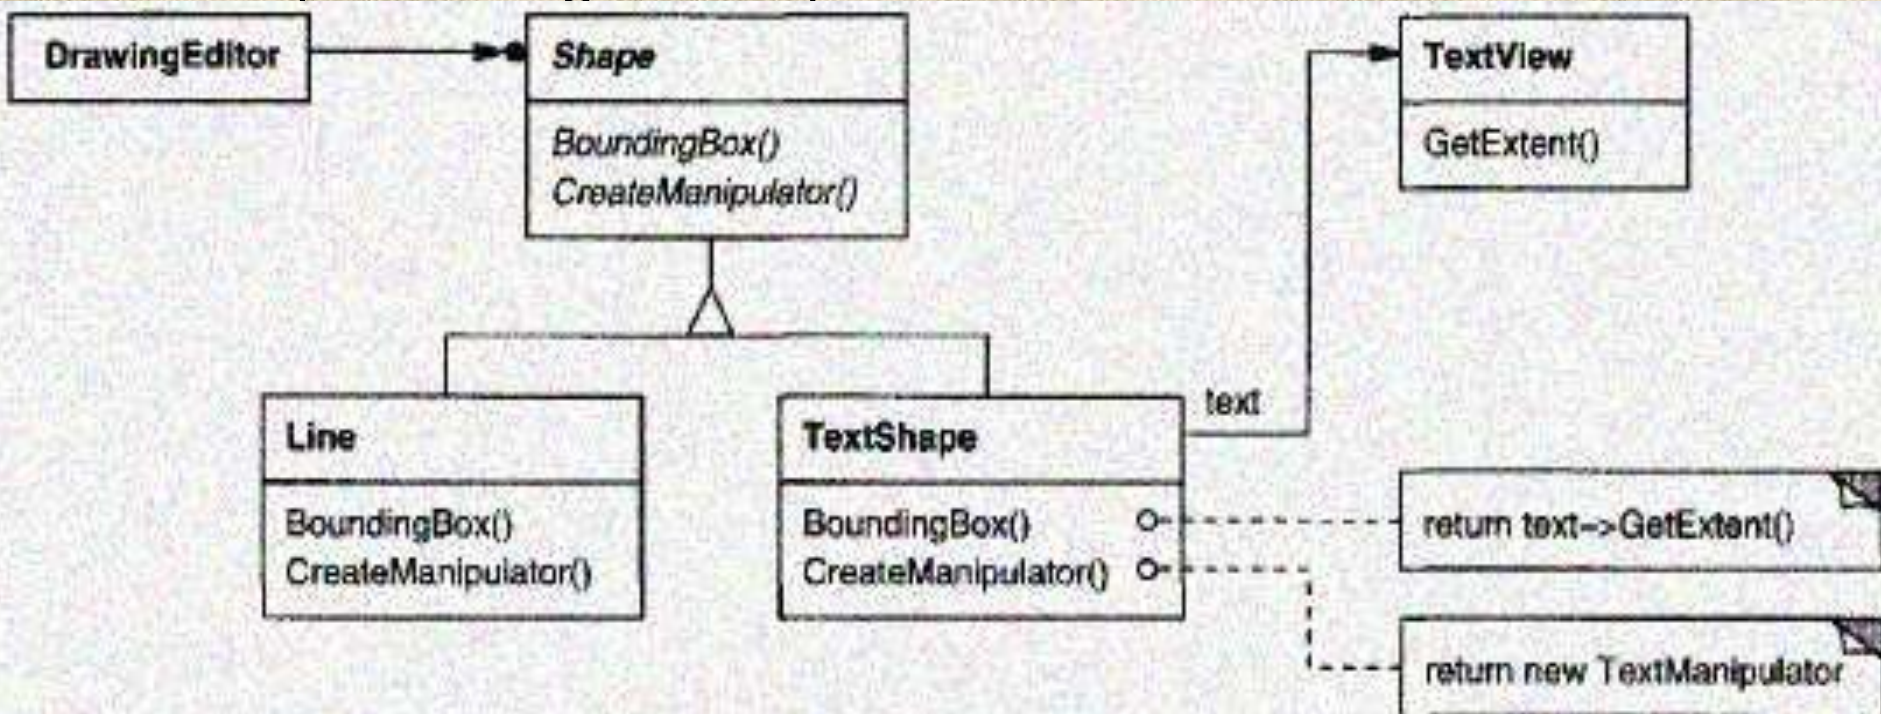 DrawingEditor
Shape
BoundingBox()
CreateManipulator()
TextView
GetExtent()
Line
BoundingBox()
CreateManipulator()
TextShape
BoundingBox()
CreateManipulator()
text
return text->GetExtent()
return new TextManipulator